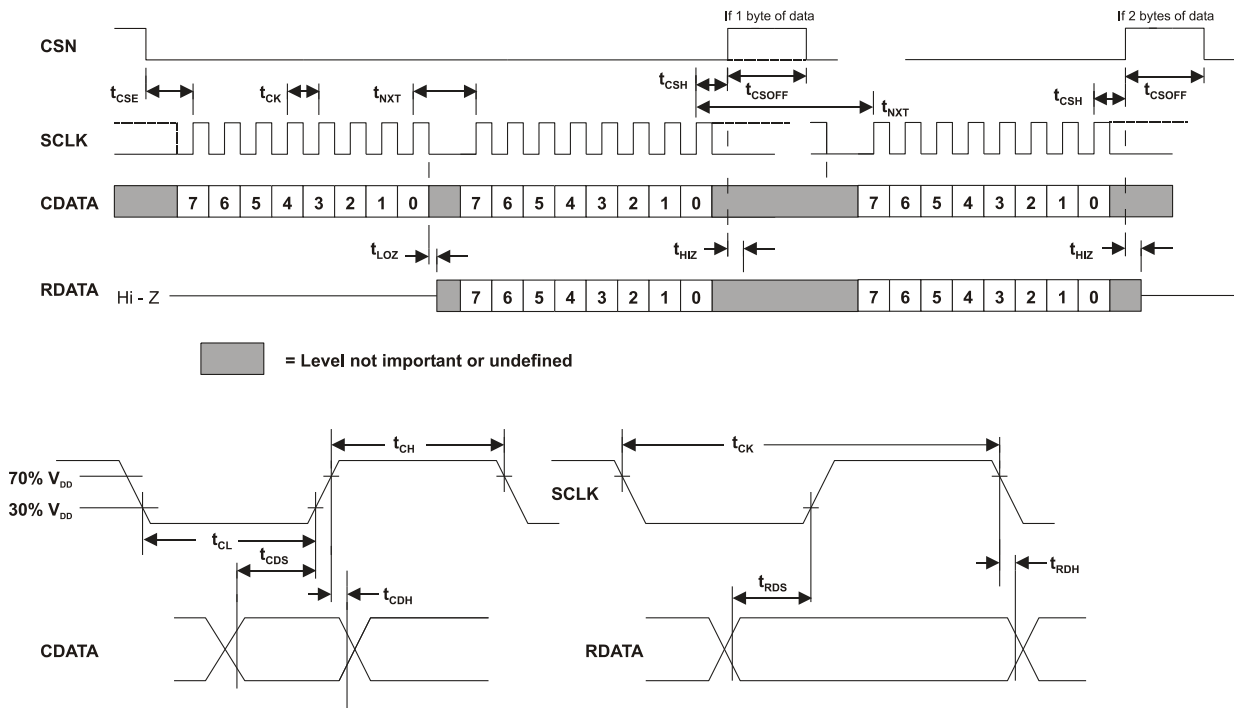 If 1 byte of data
If 2 bytes of data
CSN
tCSE
tCK
tNXT
tCSH
tCSOFF
tNXT
tCSH
tCSOFF
SCLK
CDATA
7 6 5 4 3 2 1 0
7 6 5 4 3 2 1 0
7 6 5 4 3 2 1 0
tLOZ
tHIZ
tHIZ
RDATA
Hi - Z
7 6 5 4 3 2 1 0
7 6 5 4 3 2 1 0
= Level not important or undefined
tCH
tCK
70% VDD
SCLK
30% VDD
tCL
tCDS
tCDH
tRDS
tRDH
CDATA
RDATA